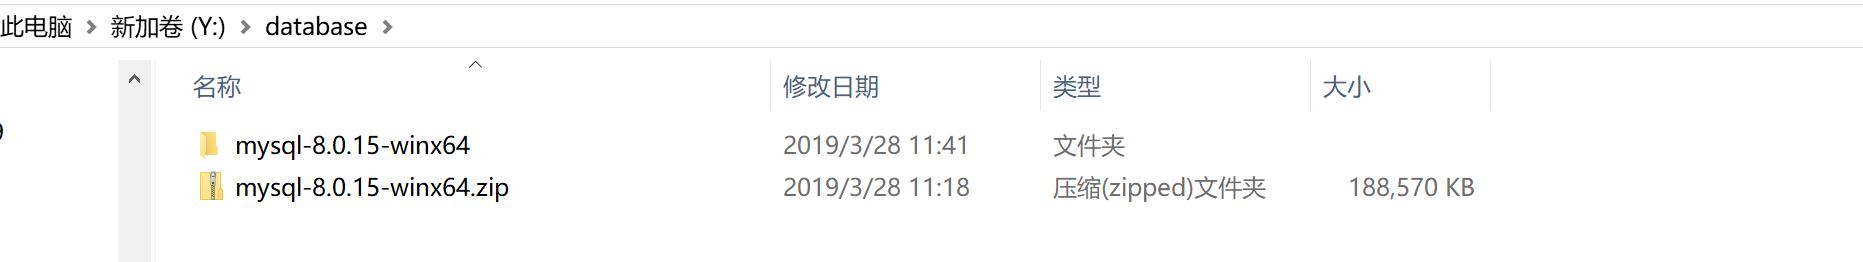 此电脑 > 新加卷 (Y:) > database >
名称 修改日期 类型 大小
mysql-8.0.15-winx64 2019/3/28 11:41 文件夹
mysql-8.0.15-winx64.zip 2019/3/28 11:18 压缩(zipped)文件夹 188,570 KB